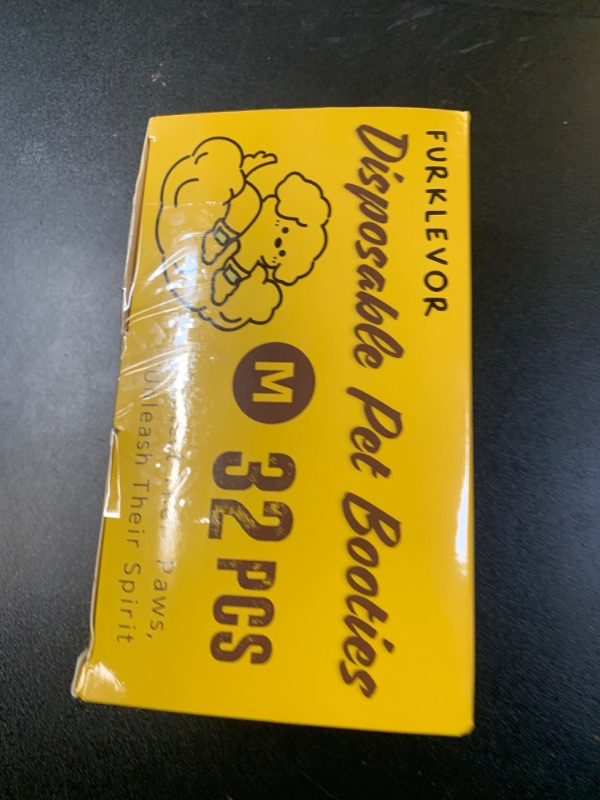 FURKLEVOR
Disposable Pet Booties
M 32 PCS
Paws,
Unleash Their Spirit